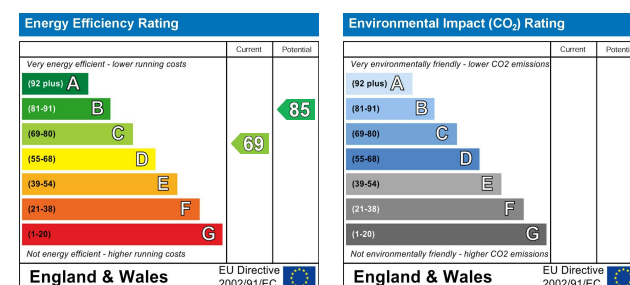 Energy Efficiency Rating
Current Potential
Very energy efficient - lower running costs
(92 plus) A
(81-91) B
85
(69-80) C
69
(55-68) D
(39-54) E
(21-38) F
(1-20) G
Not energy efficient - higher running costs
England & Wales
EU Directive
2002/91/EC
Environmental Impact (CO₂) Rating
Current Potential
Very environmentally friendly - lower CO2 emissions
(92 plus) A
(81-91) B
(69-80) C
(55-68) D
(39-54) E
(21-38) F
(1-20) G
Not environmentally friendly - higher CO2 emissions
England & Wales
EU Directive
2002/91/EC